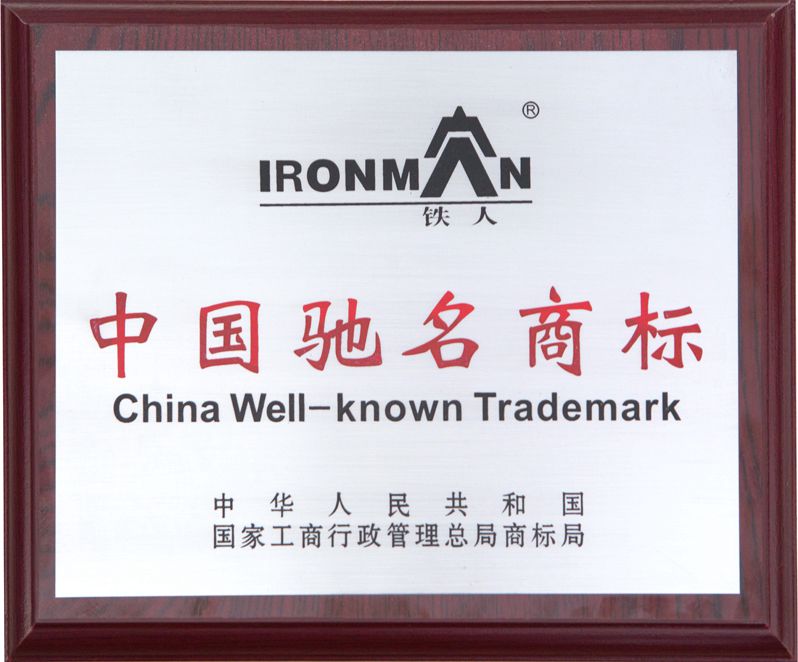 IRONMAN®
铁人
中国驰名商标
China Well-known Trademark
中华人民共和国
国家工商行政管理总局商标局